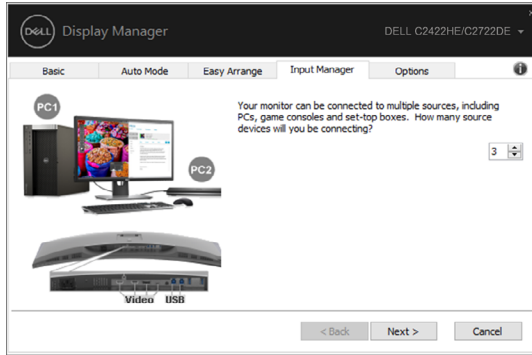 DELL Display Manager
DELL C2422HE/C2722DE
Basic Auto Mode Easy Arrange Input Manager Options
PC1
Your monitor can be connected to multiple sources, including
PCs, game consoles and set-top boxes. How many source
devices will you be connecting?
3
PC2
Video USB
< Back Next > Cancel